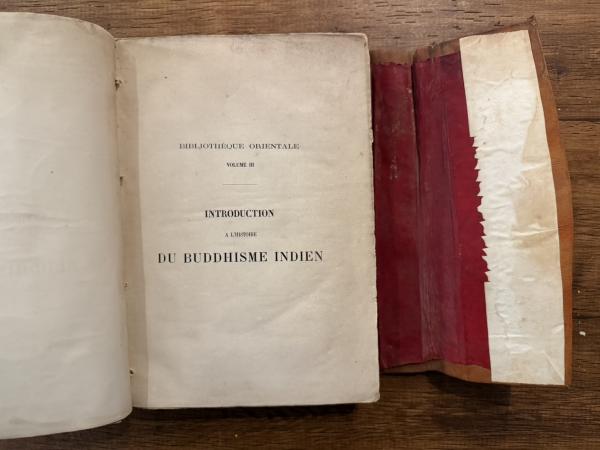 BIBLIOTHÈQUE ORIENTALE
VOLUME III
INTRODUCTION
A L'HISTOIRE
DU BUDDHISME INDIEN